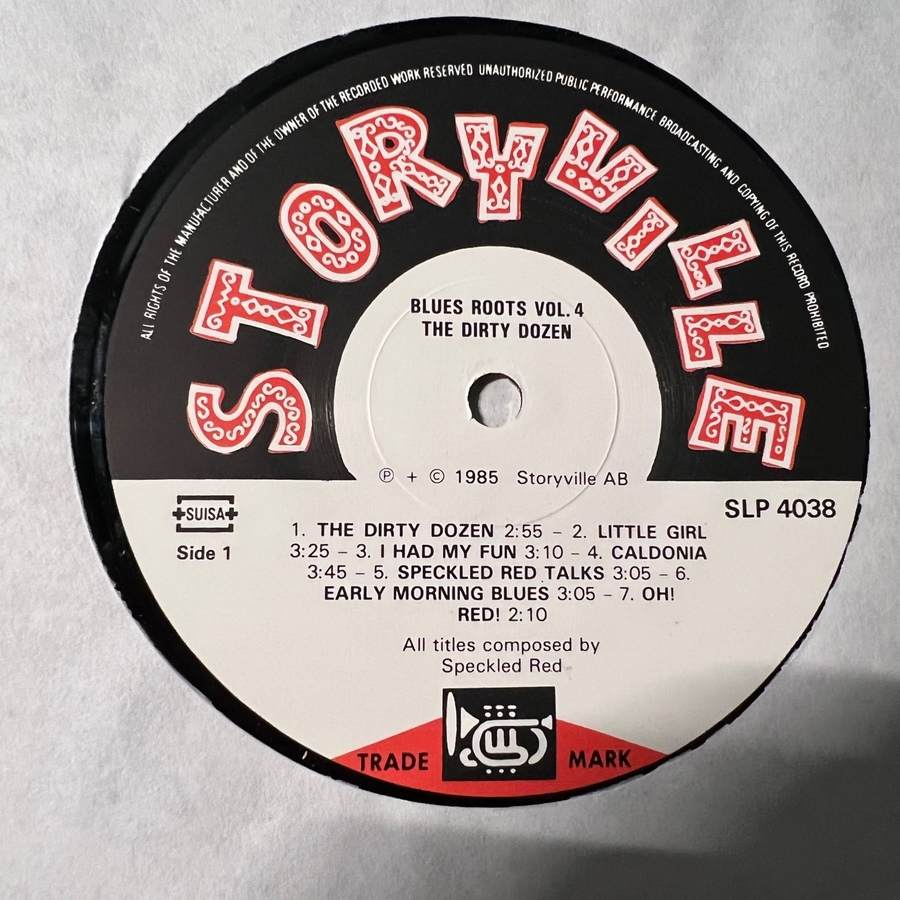 ALL RIGHTS OF THE MANUFACTURER AND OF THE OWNER OF THE RECORDED WORK RESERVED UNAUTHORIZED PUBLIC PERFORMANCE BROADCASTING AND COPYING OF THIS RECORD PROHIBITED
STORYVILLE
BLUES ROOTS VOL. 4
THE DIRTY DOZEN
℗ + © 1985 Storyville AB
SUISA
SLP 4038
Side 1
1. THE DIRTY DOZEN 2:55 – 2. LITTLE GIRL
3:25 – 3. I HAD MY FUN 3:10 – 4. CALDONIA
3:45 – 5. SPECKLED RED TALKS 3:05 – 6.
EARLY MORNING BLUES 3:05 – 7. OH!
RED! 2:10
All titles composed by
Speckled Red
TRADE MARK